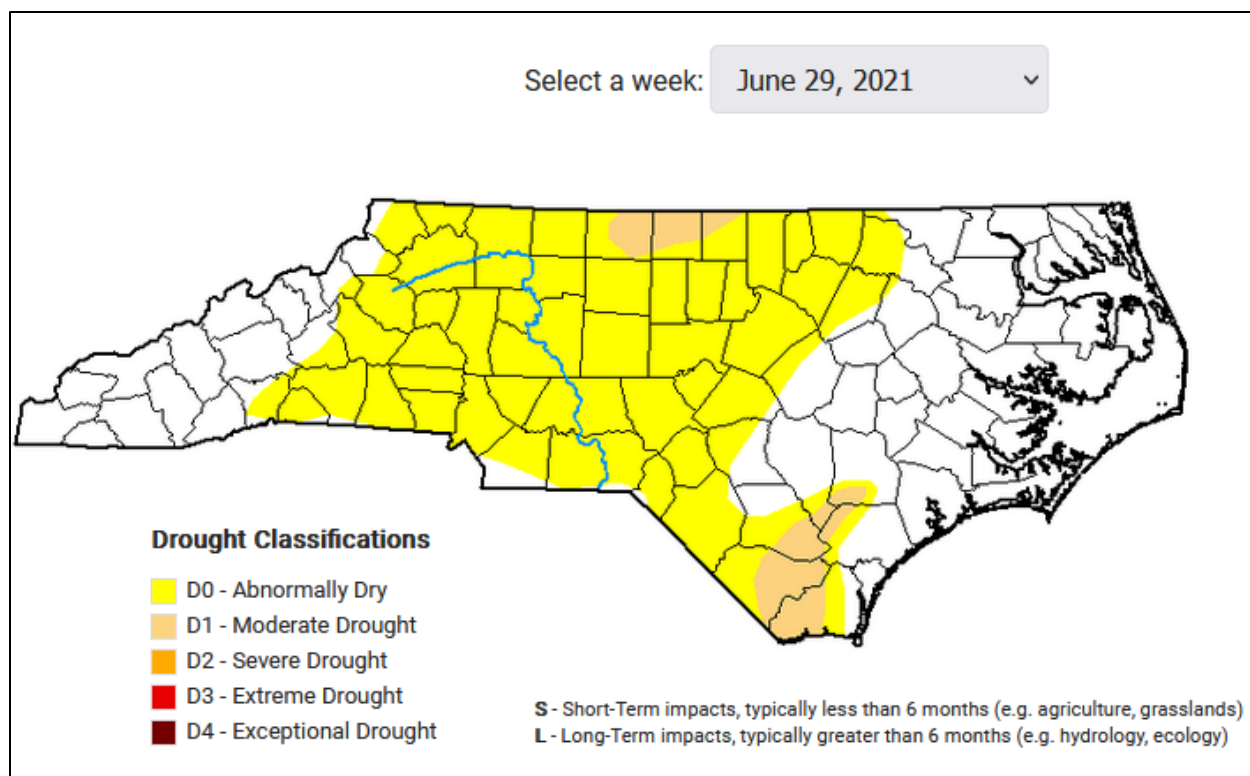 Select a week: June 29, 2021
Drought Classifications
D0 - Abnormally Dry
D1 - Moderate Drought
D2 - Severe Drought
D3 - Extreme Drought
D4 - Exceptional Drought
S - Short-Term impacts, typically less than 6 months (e.g. agriculture, grasslands)
L - Long-Term impacts, typically greater than 6 months (e.g. hydrology, ecology)